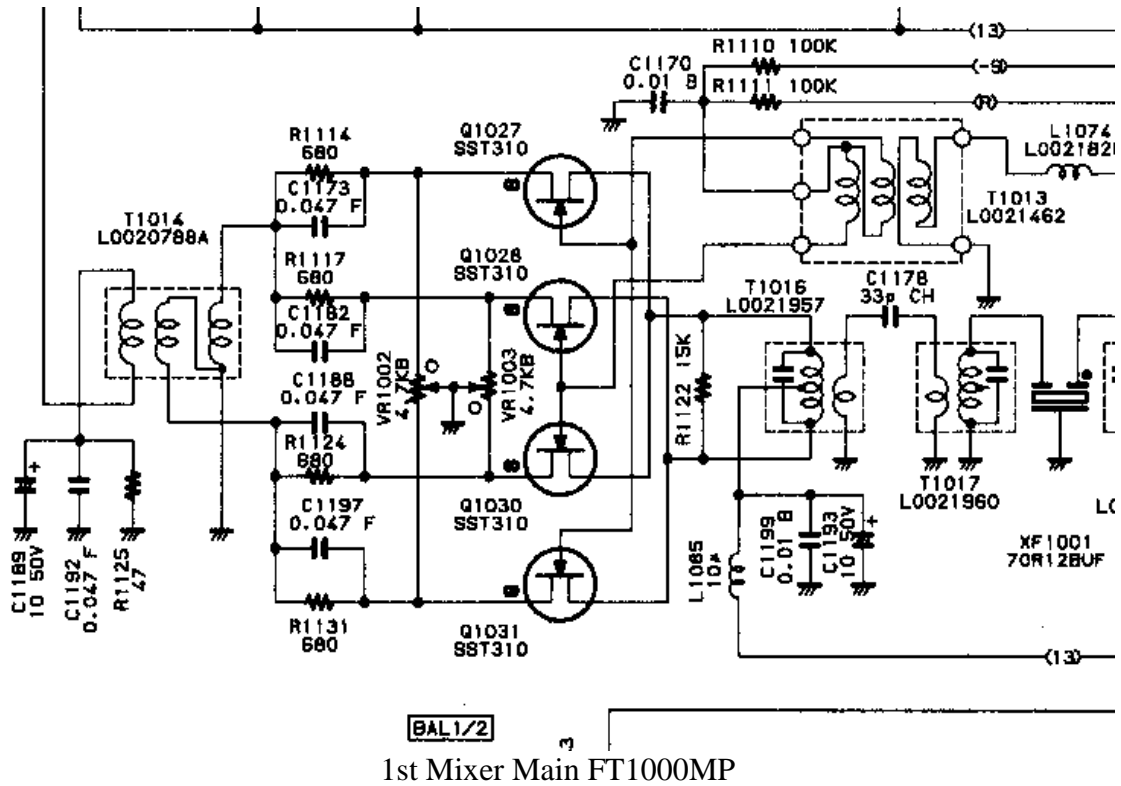 (13)
R1110 100K
C1170
0.01 B
(-9)
R1111 100K
(R)
R1114
680
Q1027
SST310
L1074
L002182
C1173
0.047 F
T1013
L0021462
T1014
L0020788A
R1117
680
Q1028
SST310
C1178
33p CH
T1016
L0021957
C1182
0.047 F
VR1002
4.7KB
VR1003
4.7KB
R1122 15K
C1188
0.047 F
R1124
680
T1017
L0021960
C1197
0.047 F
Q1030
SST310
XF1001
70R12BUF
C1189
10 50V
C1192
0.047 F
R1125
47
L1085
10μ
C1199
0.01 B
C1193
10 50V
R1131
680
Q1031
SST310
(13)
BAL1/2
1st Mixer Main FT1000MP